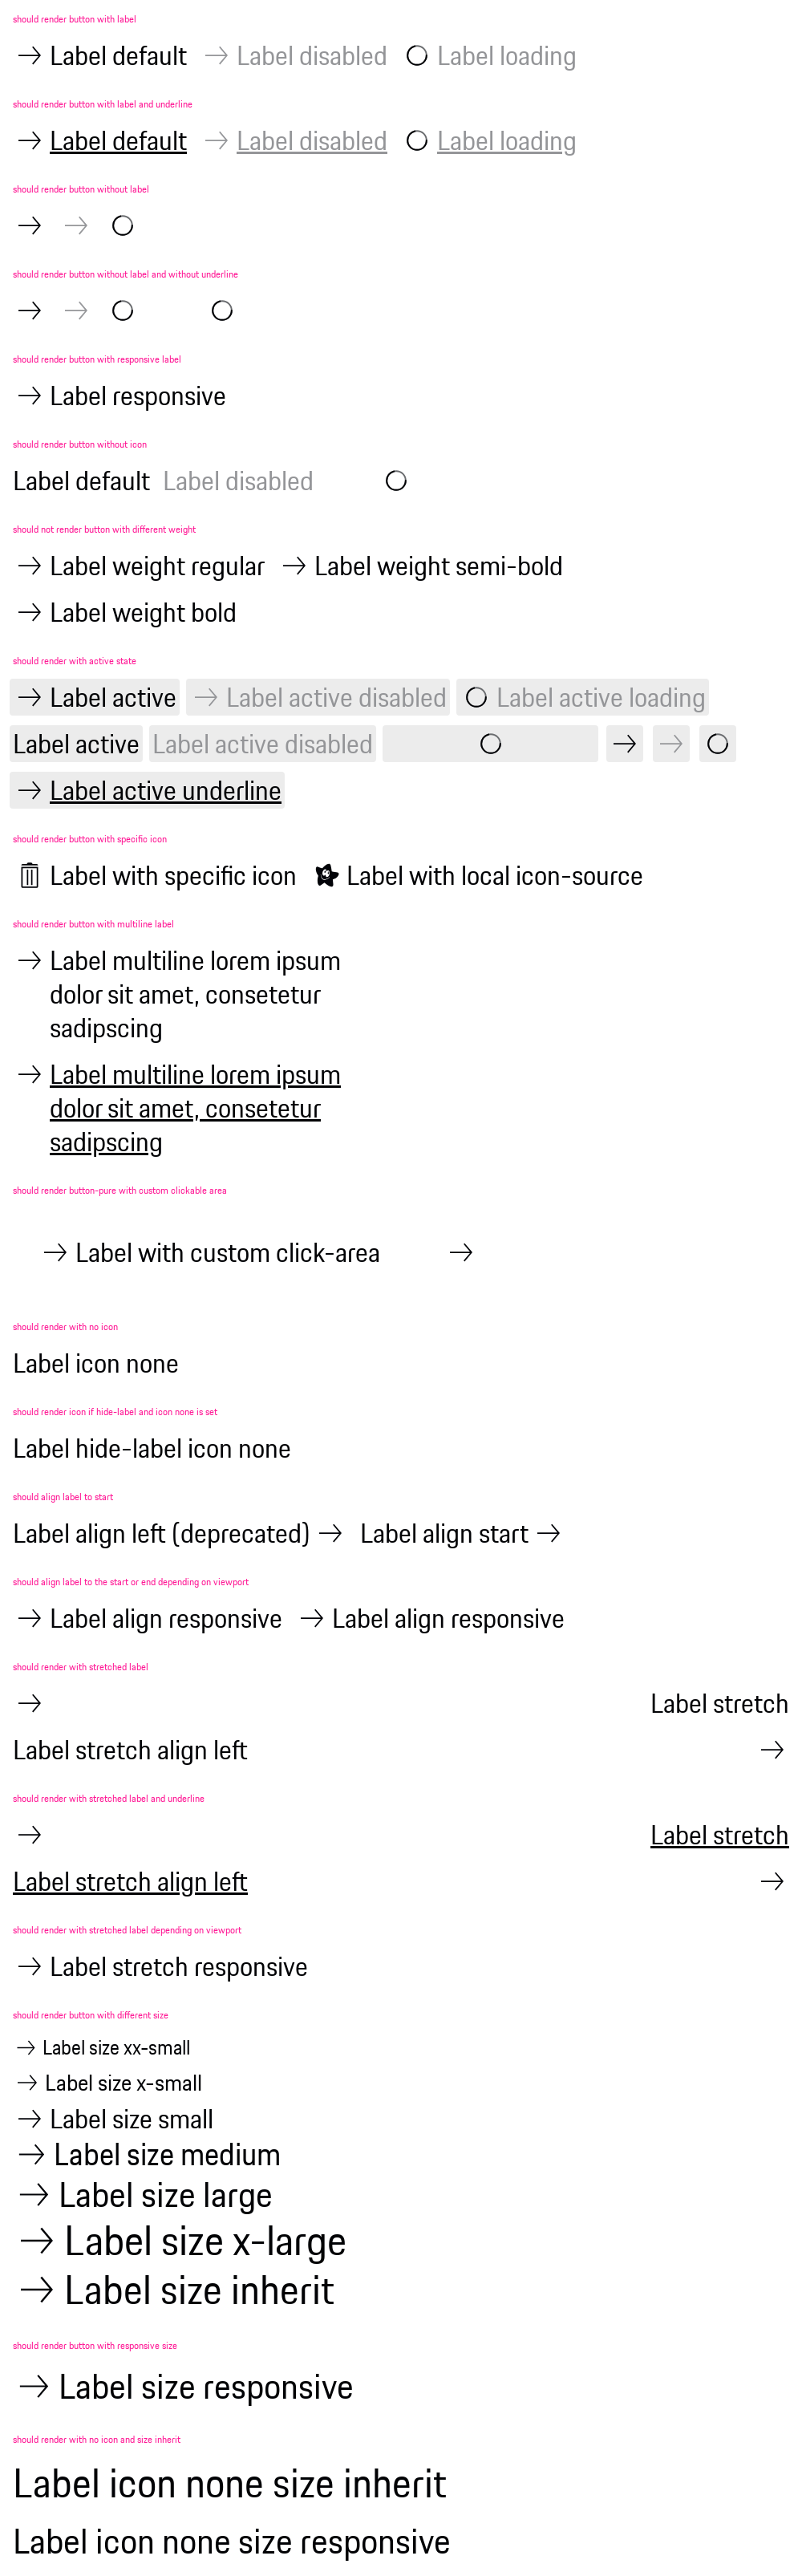 should render button with label
Label default Label disabled Label loading
should render button with label and underline
Label default Label disabled Label loading
should render button without label
should render button without label and without underline
should render button with responsive label
Label responsive
should render button without icon
Label default Label disabled
should not render button with different weight
Label weight regular Label weight semi-bold
Label weight bold
should render with active state
Label active Label active disabled Label active loading
Label active Label active disabled
Label active underline
should render button with specific icon
Label with specific icon Label with local icon-source
should render button with multiline label
Label multiline lorem ipsum
dolor sit amet, consetetur
sadipscing
Label multiline lorem ipsum
dolor sit amet, consetetur
sadipscing
should render button-pure with custom clickable area
Label with custom click-area
should render with no icon
Label icon none
should render icon if hide-label and icon none is set
Label hide-label icon none
should align label to start
Label align left (deprecated) Label align start
should align label to the start or end depending on viewport
Label align responsive Label align responsive
should render with stretched label
Label stretch
Label stretch align left
should render with stretched label and underline
Label stretch
Label stretch align left
should render with stretched label depending on viewport
Label stretch responsive
should render button with different size
Label size xx-small
Label size x-small
Label size small
Label size medium
Label size large
Label size x-large
Label size inherit
should render button with responsive size
Label size responsive
should render with no icon and size inherit
Label icon none size inherit
Label icon none size responsive